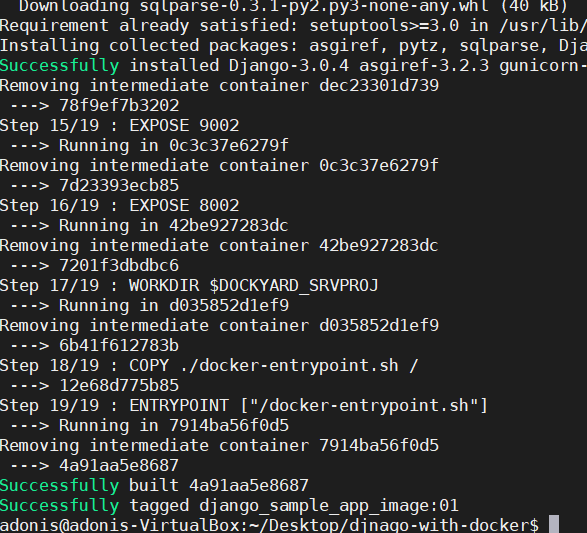 Downloading sqlparse-0.3.1-py2.py3-none-any.whl (40 kB)
Requirement already satisfied: setuptools>=3.0 in /usr/lib/
Installing collected packages: asgiref, pytz, sqlparse, Dja
Successfully installed Django-3.0.4 asgiref-3.2.3 gunicorn-
Removing intermediate container dec23301d739
---> 78f9ef7b3202
Step 15/19 : EXPOSE 9002
---> Running in 0c3c37e6279f
Removing intermediate container 0c3c37e6279f
---> 7d23393ecb85
Step 16/19 : EXPOSE 8002
---> Running in 42be927283dc
Removing intermediate container 42be927283dc
---> 7201f3dbdbc6
Step 17/19 : WORKDIR $DOCKYARD_SRVPROJ
---> Running in d035852d1ef9
Removing intermediate container d035852d1ef9
---> 6b41f612783b
Step 18/19 : COPY ./docker-entrypoint.sh /
---> 12e68d775b85
Step 19/19 : ENTRYPOINT ["/docker-entrypoint.sh"]
---> Running in 7914ba56f0d5
Removing intermediate container 7914ba56f0d5
---> 4a91aa5e8687
Successfully built 4a91aa5e8687
Successfully tagged django_sample_app_image:01
adonis@adonis-VirtualBox:~/Desktop/djnago-with-docker$